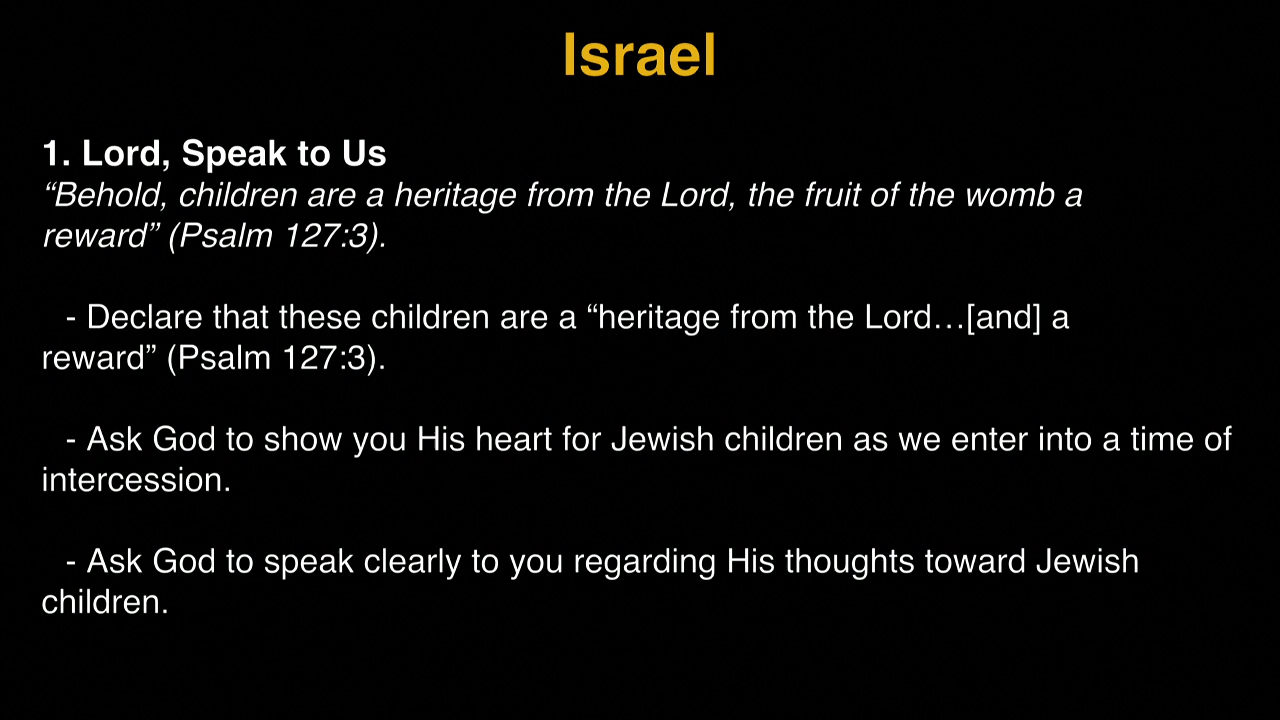 Israel
1. Lord, Speak to Us
“Behold, children are a heritage from the Lord, the fruit of the womb a
reward” (Psalm 127:3).
- Declare that these children are a “heritage from the Lord…[and] a
reward” (Psalm 127:3).
- Ask God to show you His heart for Jewish children as we enter into a time of
intercession.
- Ask God to speak clearly to you regarding His thoughts toward Jewish
children.